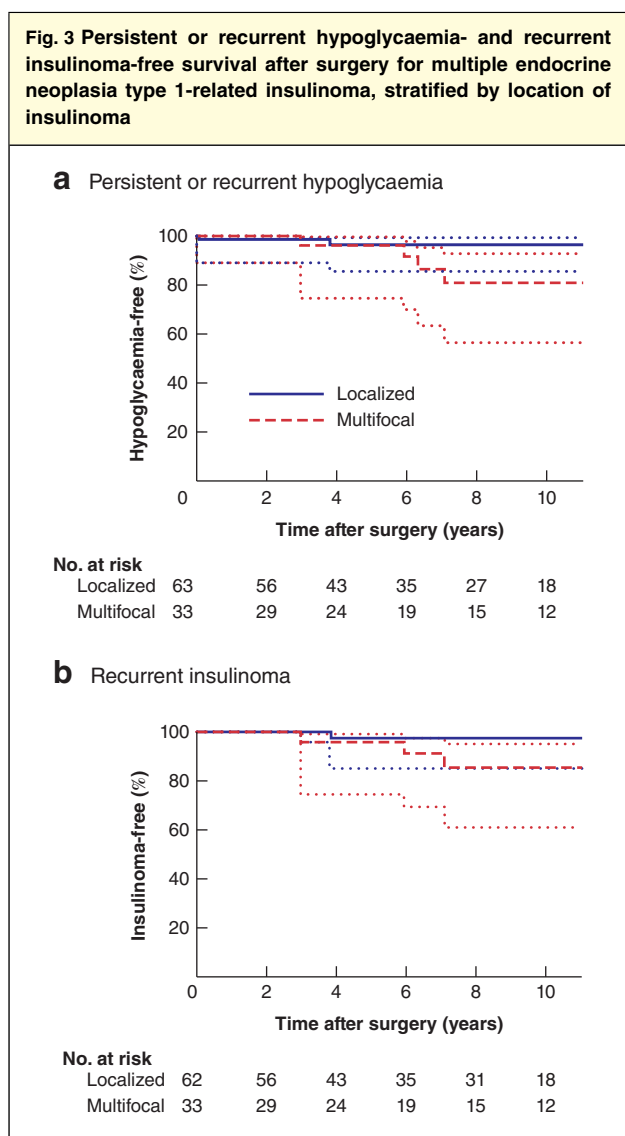 Fig. 3 Persistent or recurrent hypoglycaemia- and recurrent
insulinoma-free survival after surgery for multiple endocrine
neoplasia type 1-related insulinoma, stratified by location of
insulinoma
a Persistent or recurrent hypoglycaemia
100
80
60
40
20
Hypoglycaemia-free (%)
Localized
Multifocal
0 2 4 6 8 10
Time after surgery (years)
No. at risk
Localized 63 56 43 35 27 18
Multifocal 33 29 24 19 15 12
b Recurrent insulinoma
100
80
60
40
20
Insulinoma-free (%)
0 2 4 6 8 10
Time after surgery (years)
No. at risk
Localized 62 56 43 35 31 18
Multifocal 33 29 24 19 15 12